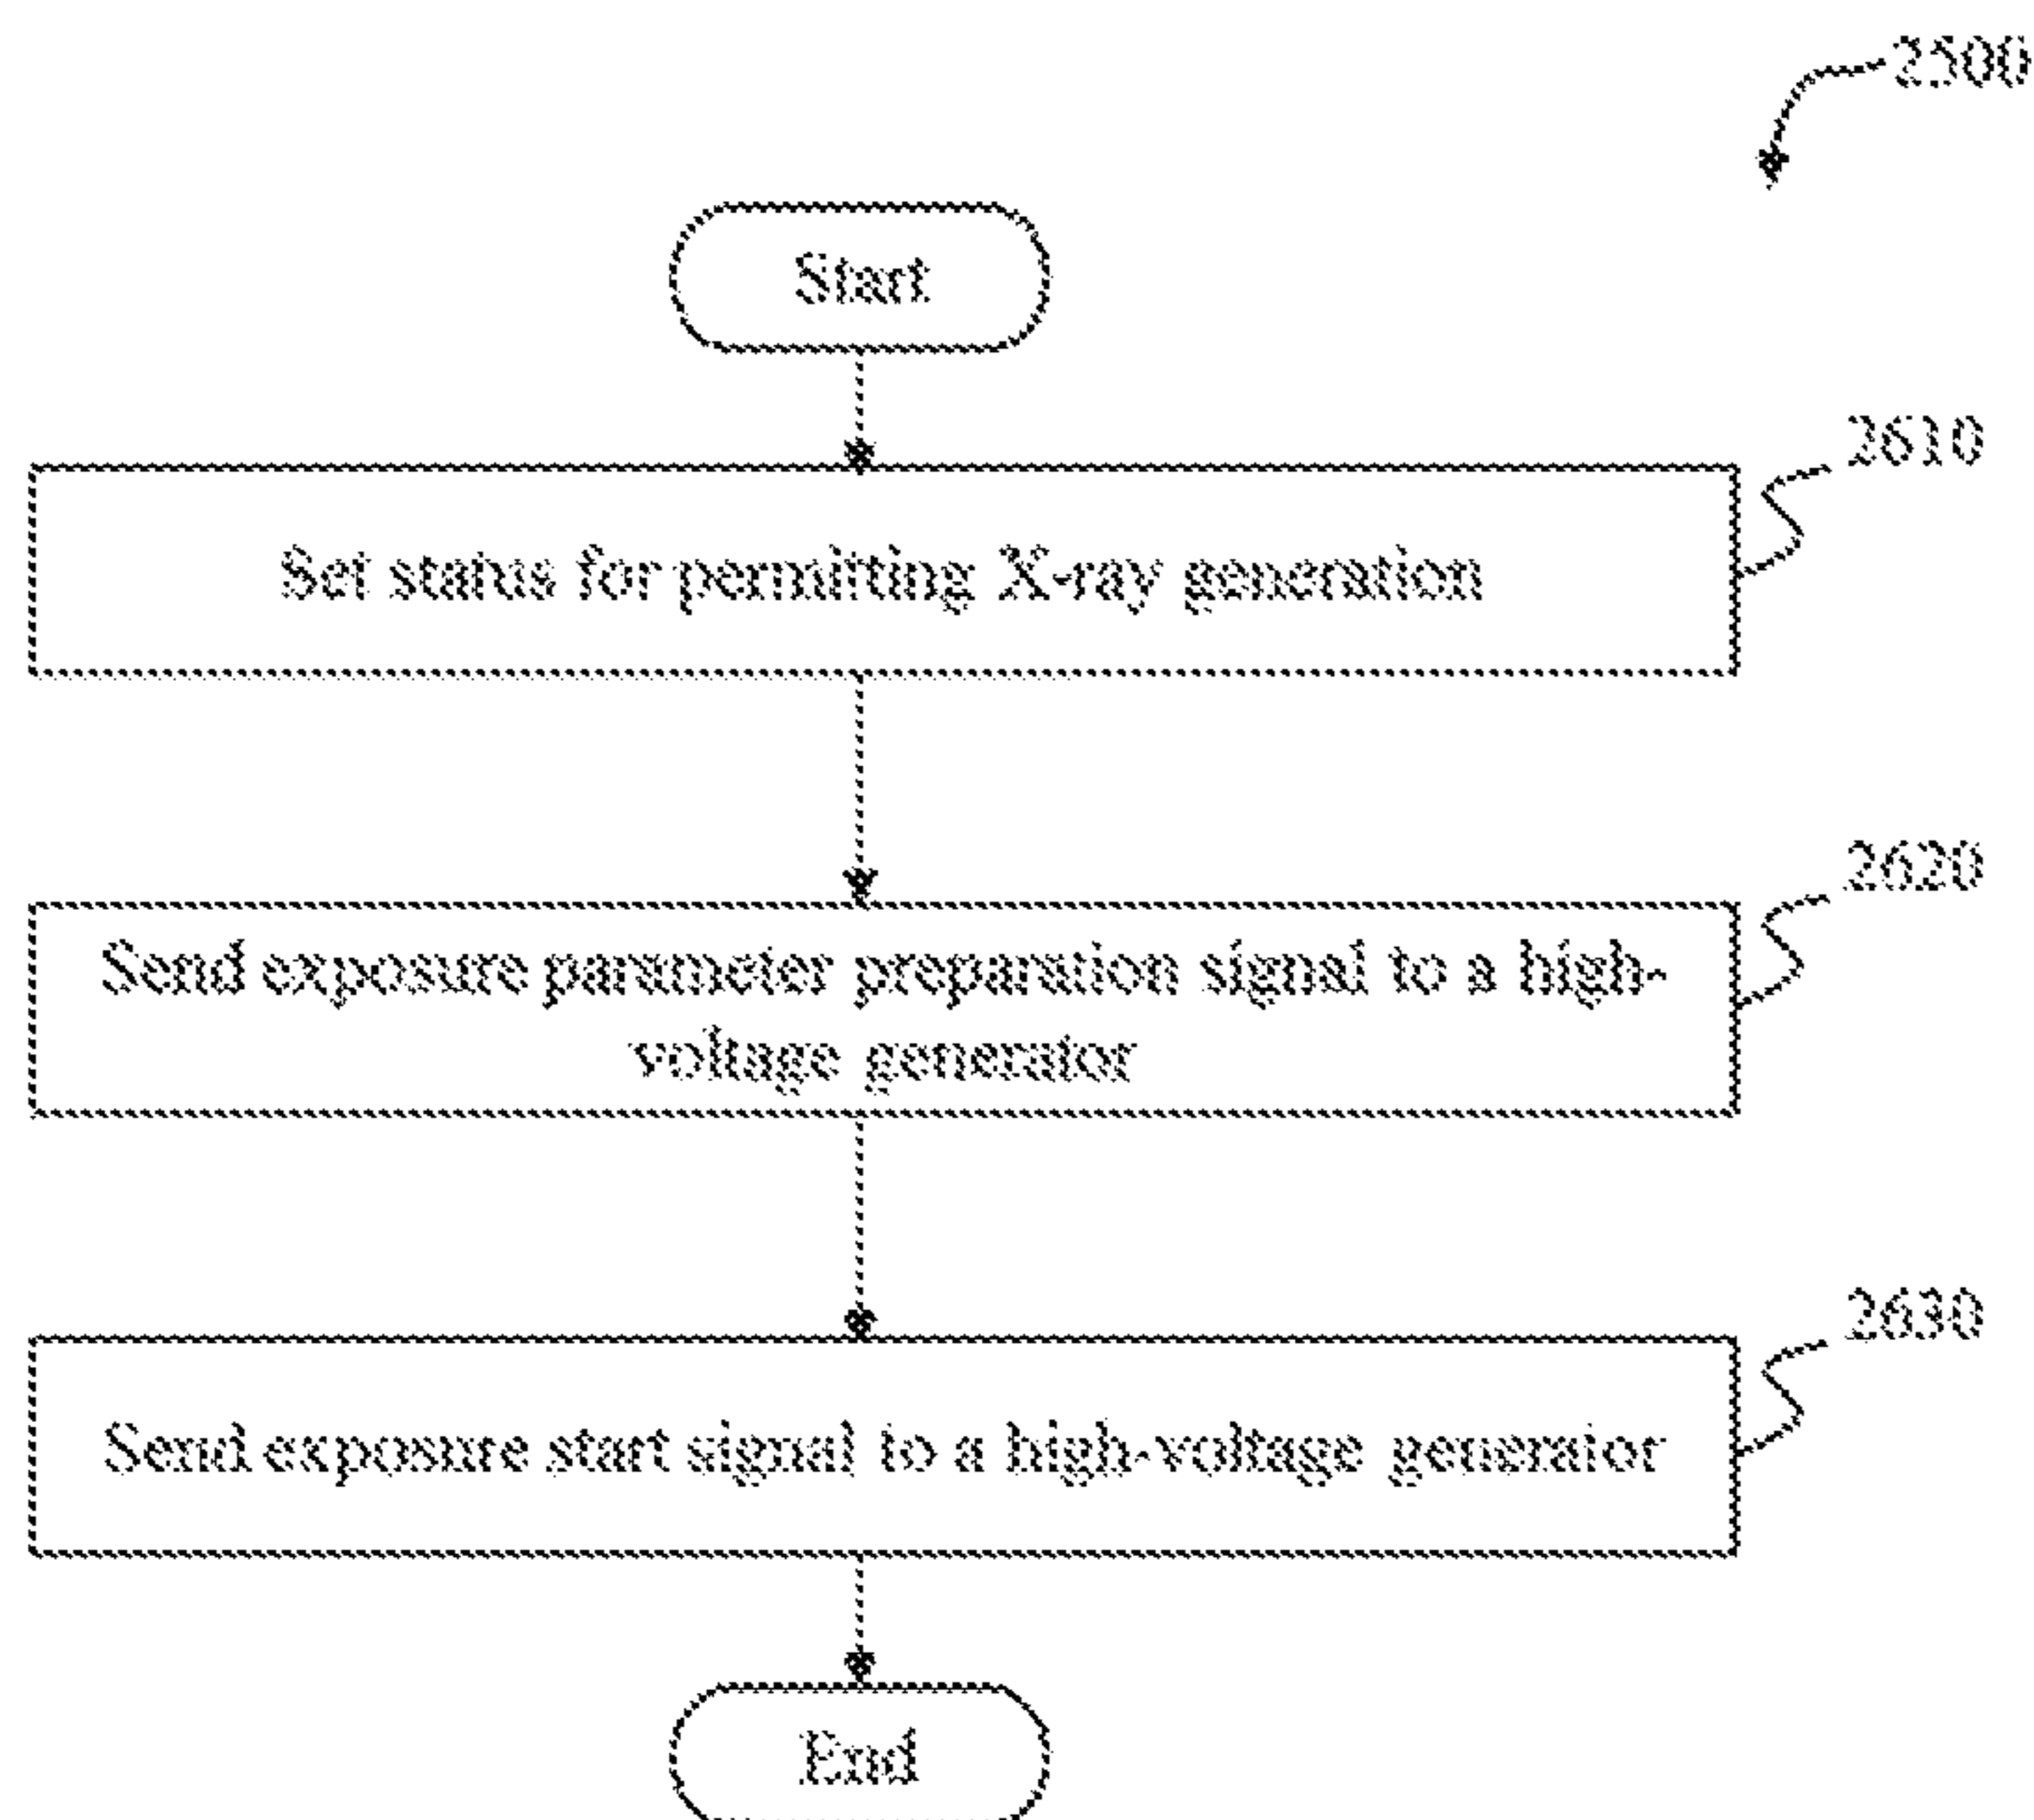 2500
Start
2610
Set status for permitting X-ray generation
2620
Send exposure parameter preparation signal to a high-
voltage generator
2630
Send exposure start signal to a high-voltage generator
End